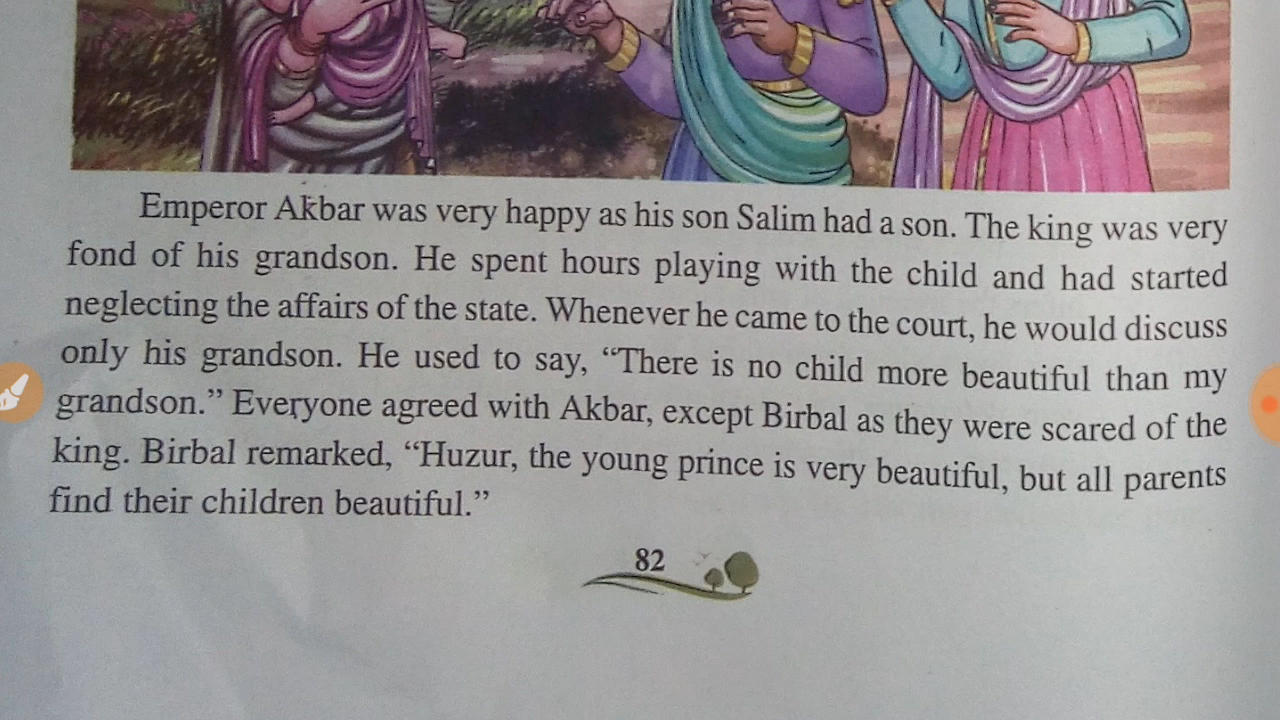 Emperor Akbar was very happy as his son Salim had a son. The king was very
fond of his grandson. He spent hours playing with the child and had started
neglecting the affairs of the state. Whenever he came to the court, he would discuss
only his grandson. He used to say, “There is no child more beautiful than my
grandson.” Everyone agreed with Akbar, except Birbal as they were scared of the
king. Birbal remarked, “Huzur, the young prince is very beautiful, but all parents
find their children beautiful.”
82